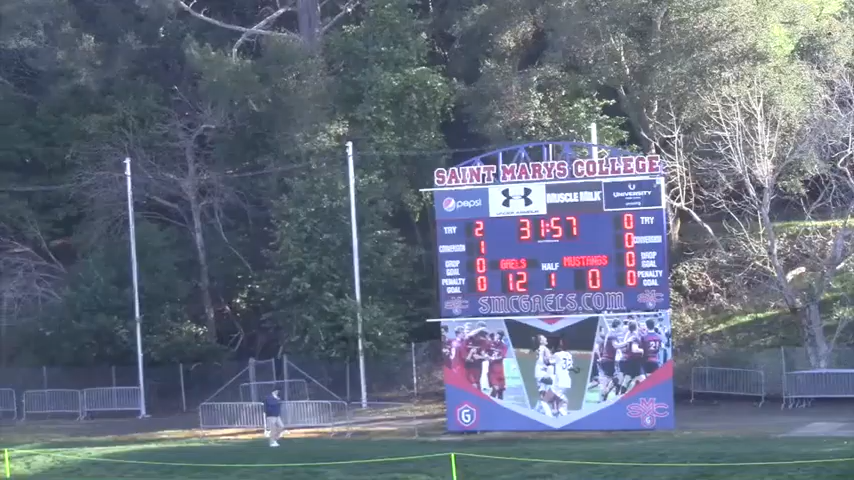 SAINT MARYS COLLEGE
pepsi UNDER ARMOUR MUSCLE MILK UNIVERSITY
TRY 2 31:57 0 TRY
CONVERSION 1 0 CONVERSION
DROP GOAL 0 GAELS HALF MUSTANGS 0 DROP GOAL
PENALTY GOAL 0 12 1 0 0 PENALTY GOAL
SMCGAELS.COM
G
SMC
21